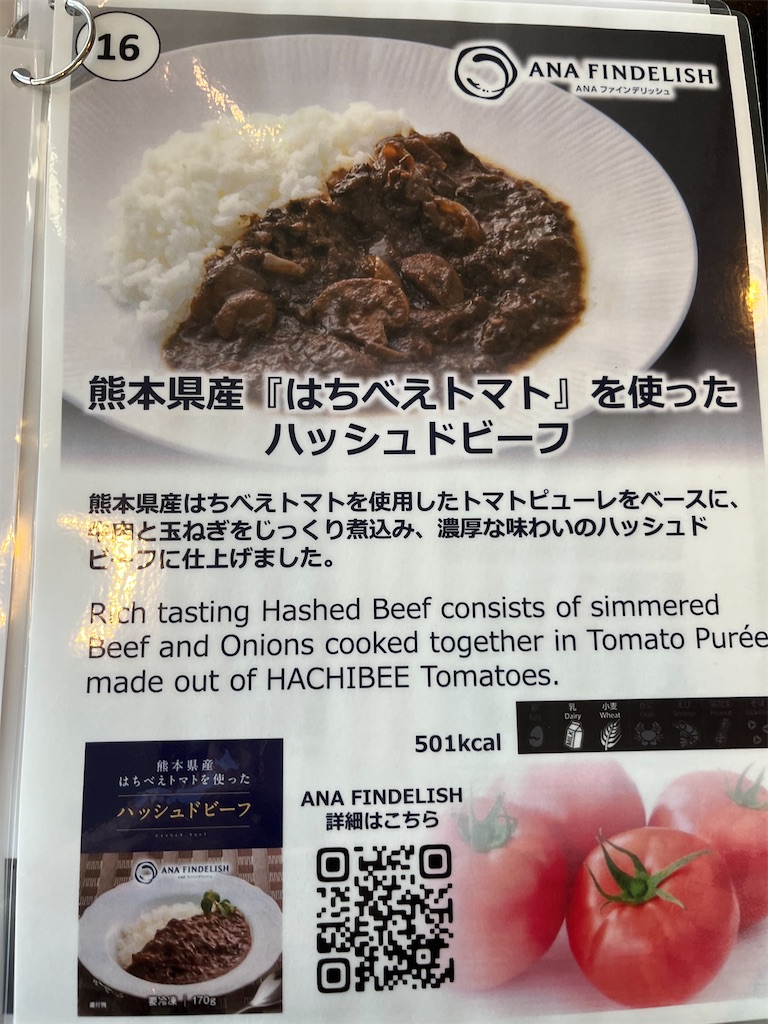 16
ANA FINDELISH
ANA ファインデリッシュ
熊本県産『はちべえトマト』を使った
ハッシュドビーフ
熊本県産はちべえトマトを使用したトマトピューレをベースに、
牛肉と玉ねぎをじっくり煮込み、濃厚な味わいのハッシュド
ビーフに仕上げました。
Rich tasting Hashed Beef consists of simmered
Beef and Onions cooked together in Tomato Purée
made out of HACHIBEE Tomatoes.
乳 小麦
Dairy Wheat
MILK
501kcal
熊本県産
はちべえトマトを使った
ハッシュドビーフ
ANA FINDELISH
要冷凍 170g
ANA FINDELISH
詳細はこちら